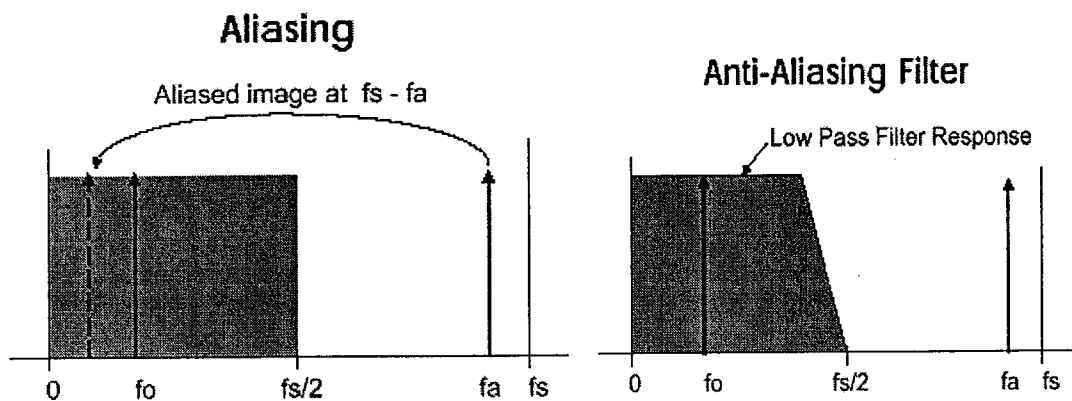 Aliasing
Aliased image at fs - fa
0 fo fs/2 fa fs
Anti-Aliasing Filter
Low Pass Filter Response
0 fo fs/2 fa fs